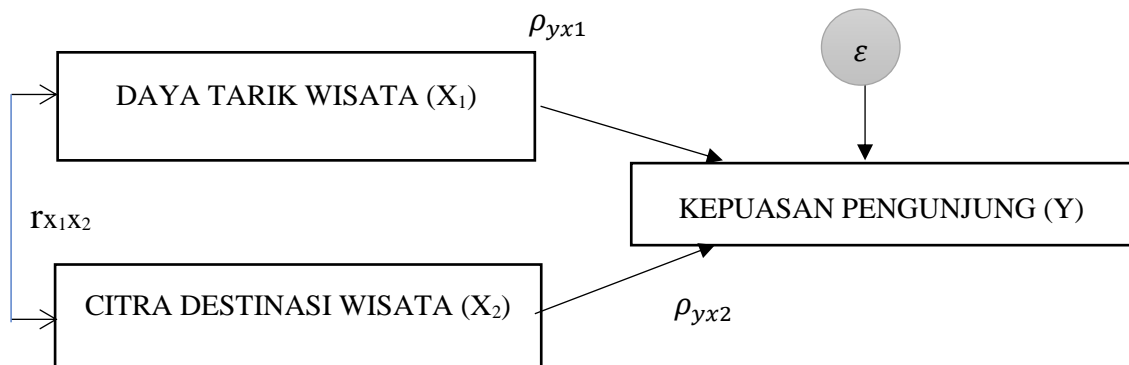 ρyx1
ε
DAYA TARIK WISATA (X1)
KEPUASAN PENGUNJUNG (Y)
rx1x2
CITRA DESTINASI WISATA (X2)
ρyx2